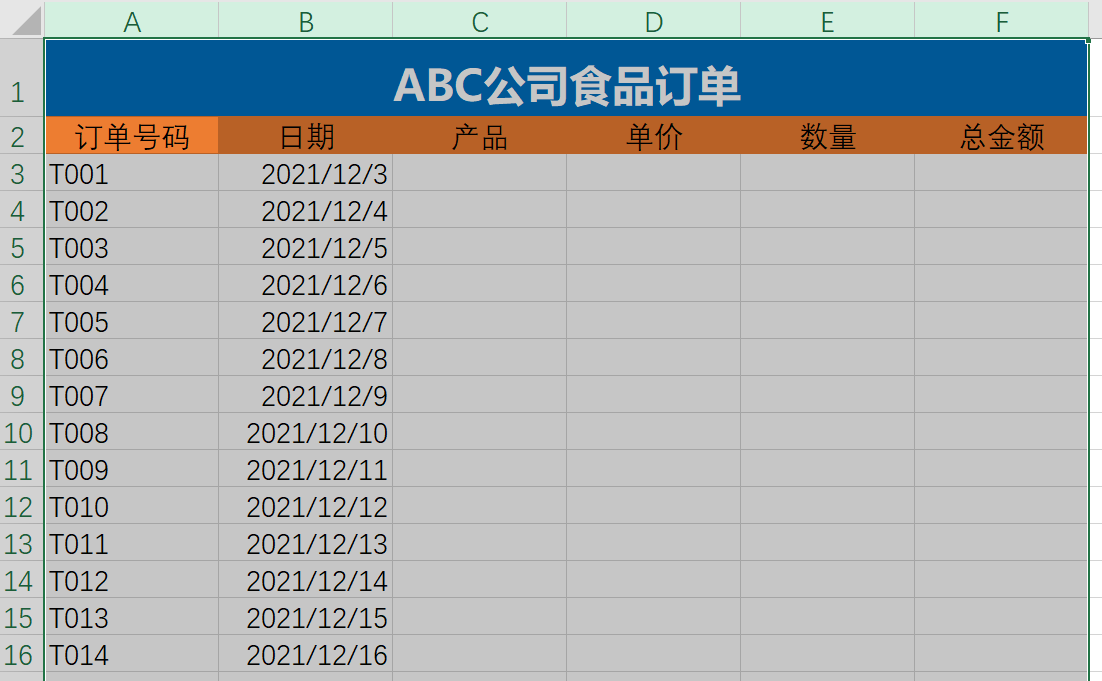 A B C D E F
1 ABC公司食品订单
2 订单号码 日期 产品 单价 数量 总金额
3 T001 2021/12/3
4 T002 2021/12/4
5 T003 2021/12/5
6 T004 2021/12/6
7 T005 2021/12/7
8 T006 2021/12/8
9 T007 2021/12/9
10 T008 2021/12/10
11 T009 2021/12/11
12 T010 2021/12/12
13 T011 2021/12/13
14 T012 2021/12/14
15 T013 2021/12/15
16 T014 2021/12/16